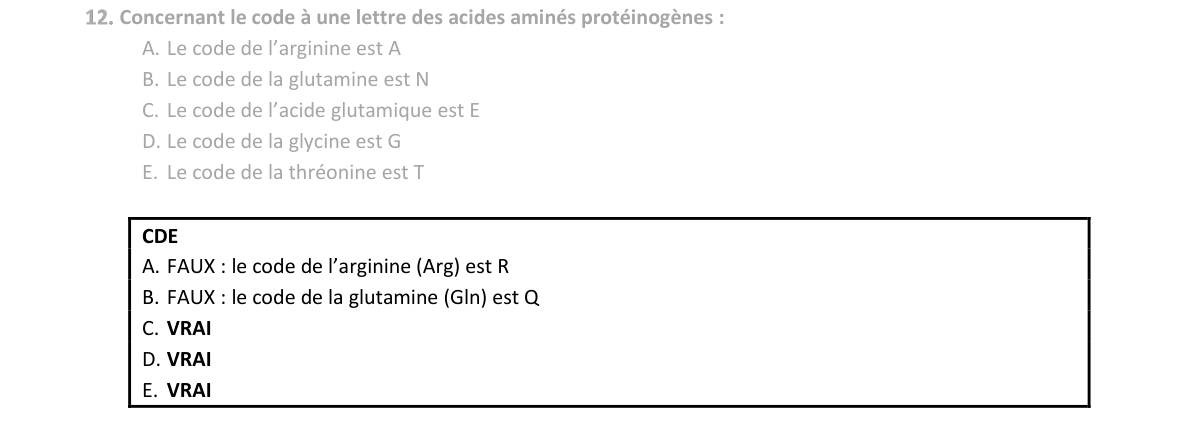 12. Concernant le code à une lettre des acides aminés protéinogènes :
A. Le code de l’arginine est A
B. Le code de la glutamine est N
C. Le code de l’acide glutamique est E
D. Le code de la glycine est G
E. Le code de la thréonine est T
CDE
A. FAUX : le code de l’arginine (Arg) est R
B. FAUX : le code de la glutamine (Gln) est Q
C. VRAI
D. VRAI
E. VRAI